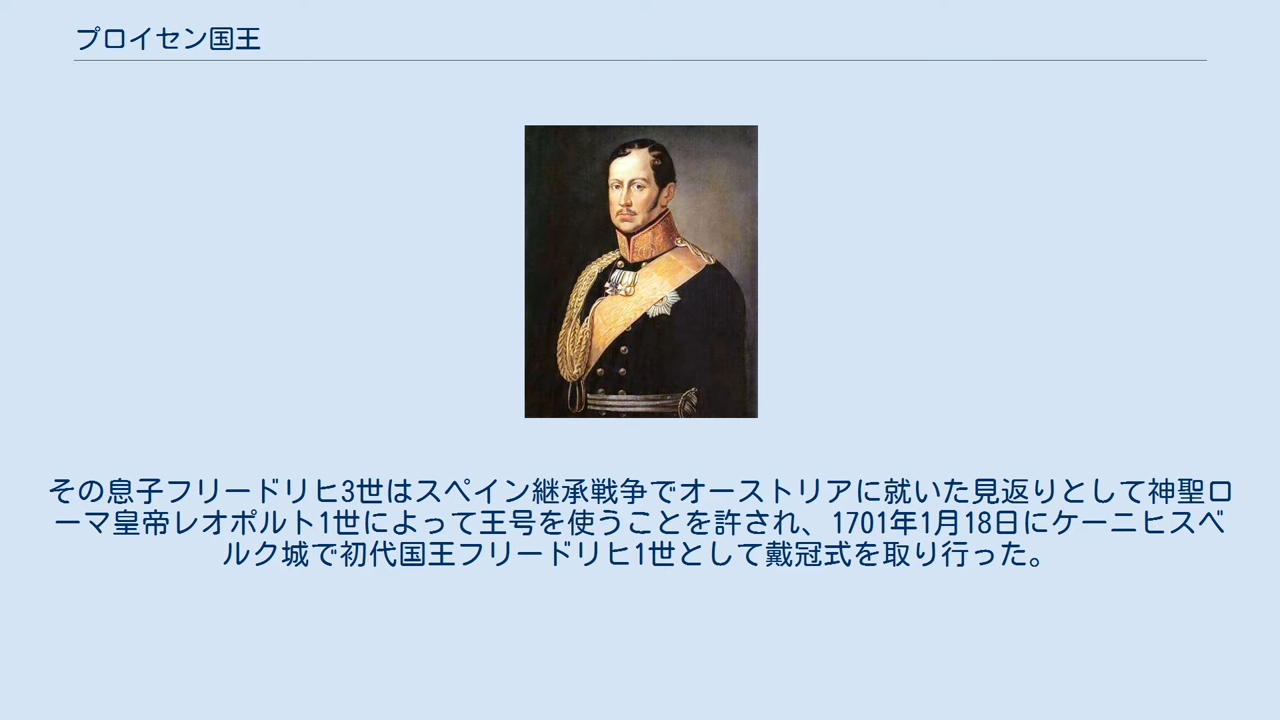 プロイセン国王
その息子フリードリヒ3世はスペイン継承戦争でオーストリアに就いた見返りとして神聖ロ
ーマ皇帝レオポルト1世によって王号を使うことを許され、1701年1月18日にケーニヒスベ
ルク城で初代国王フリードリヒ1世として戴冠式を取り行った。